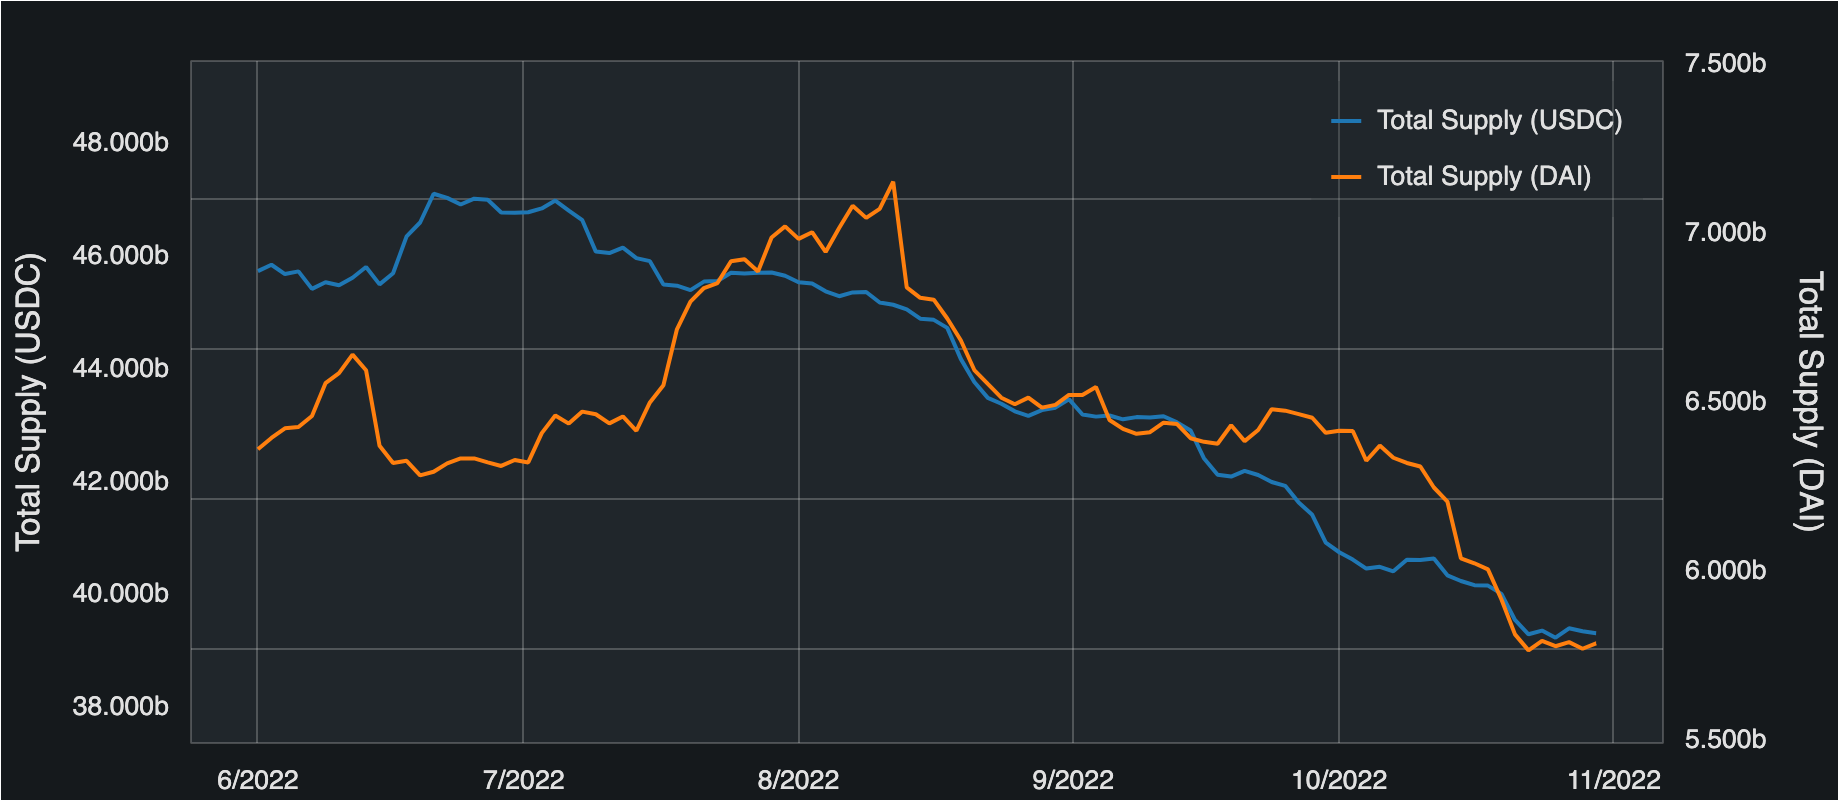 Total Supply (USDC)
48.000b
46.000b
44.000b
42.000b
40.000b
38.000b
Total Supply (USDC)
Total Supply (DAI)
7.500b
7.000b
6.500b
6.000b
5.500b
Total Supply (DAI)
6/2022 7/2022 8/2022 9/2022 10/2022 11/2022